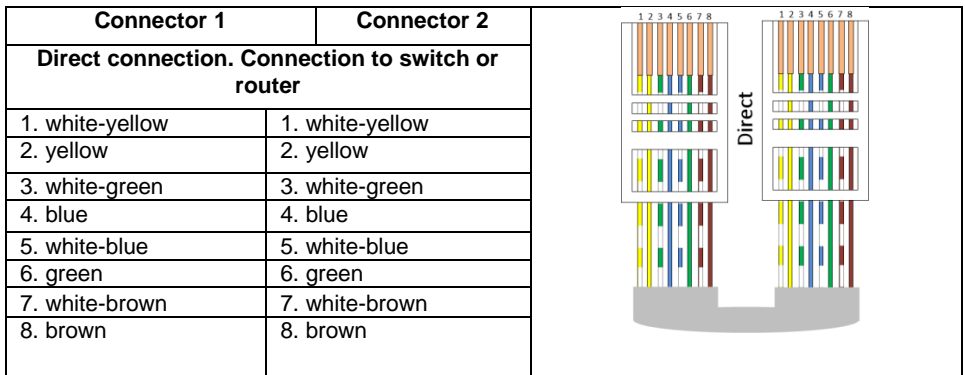 Connector 1 Connector 2
Direct connection. Connection to switch or
router
1. white-yellow 1. white-yellow
2. yellow 2. yellow
3. white-green 3. white-green
4. blue 4. blue
5. white-blue 5. white-blue
6. green 6. green
7. white-brown 7. white-brown
8. brown 8. brown
1 2 3 4 5 6 7 8
Direct
1 2 3 4 5 6 7 8